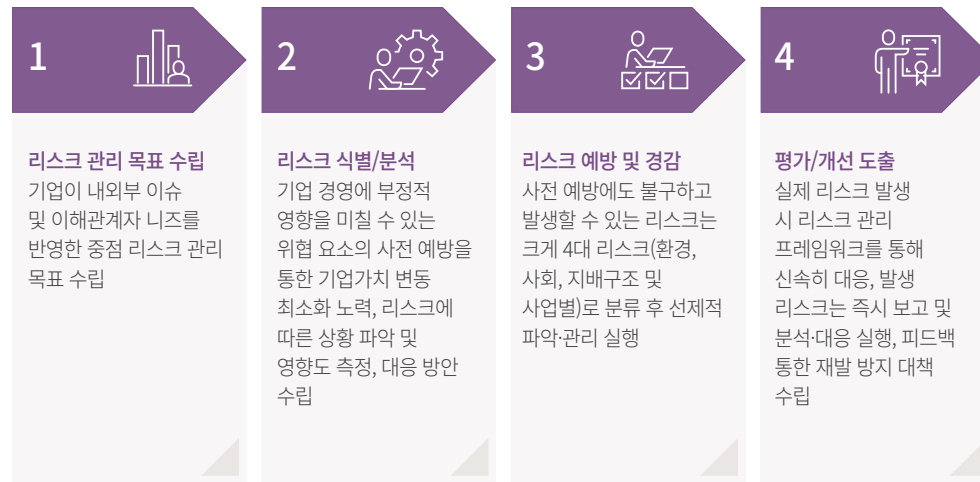 1
리스크 관리 목표 수립
기업이 내외부 이슈
및 이해관계자 니즈를
반영한 중점 리스크 관리
목표 수립
2
리스크 식별/분석
기업 경영에 부정적
영향을 미칠 수 있는
위협 요소의 사전 예방을
통한 기업가치 변동
최소화 노력, 리스크에
따른 상황 파악 및
영향도 측정, 대응 방안
수립
3
리스크 예방 및 경감
사전 예방에도 불구하고
발생할 수 있는 리스크는
크게 4대 리스크(환경,
사회, 지배구조 및
사업별)로 분류 후 선제적
파악·관리 실행
4
평가/개선 도출
실제 리스크 발생
시 리스크 관리
프레임워크를 통해
신속히 대응, 발생
리스크는 즉시 보고 및
분석·대응 실행, 피드백
통한 재발 방지 대책
수립